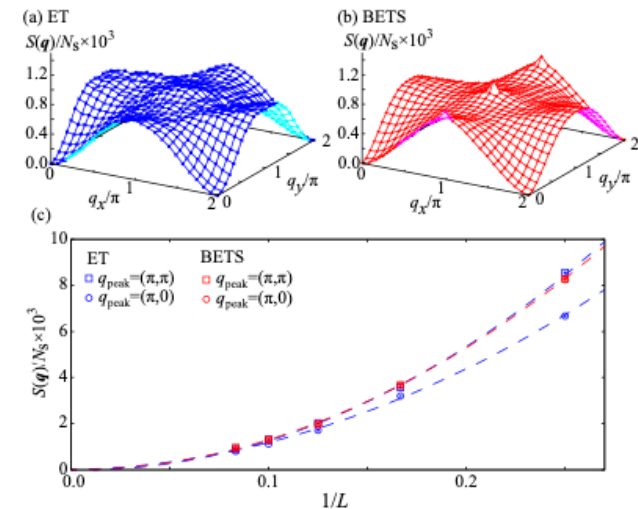 (a) ET
(b) BETS
S(q)/Ns×10³
S(q)/Ns×10³
1.2
0.8
0.4
0.0
0
1
2
0
1
2
qx/π
qy/π
1.2
0.8
0.4
0.0
0
1
2
0
1
2
qx/π
qy/π
(c)
10
8
6
4
2
0
S(q)/Ns×10³
ET
BETS
qpeak=(π,π)
qpeak=(π,π)
qpeak=(π,0)
qpeak=(π,0)
0.0
0.1
0.2
1/L